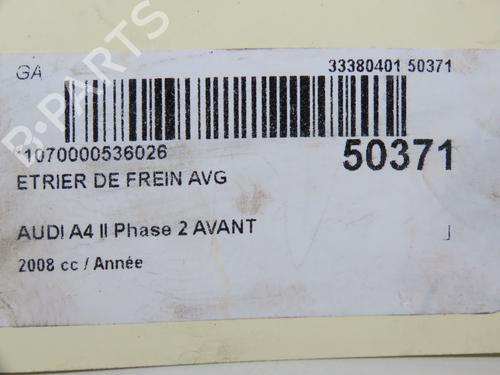 GA
33380401 50371
*1070000536026
50371
ETRIER DE FREIN AVG
AUDI A4 II Phase 2 AVANT
2008 cc / Année
B-PARTS